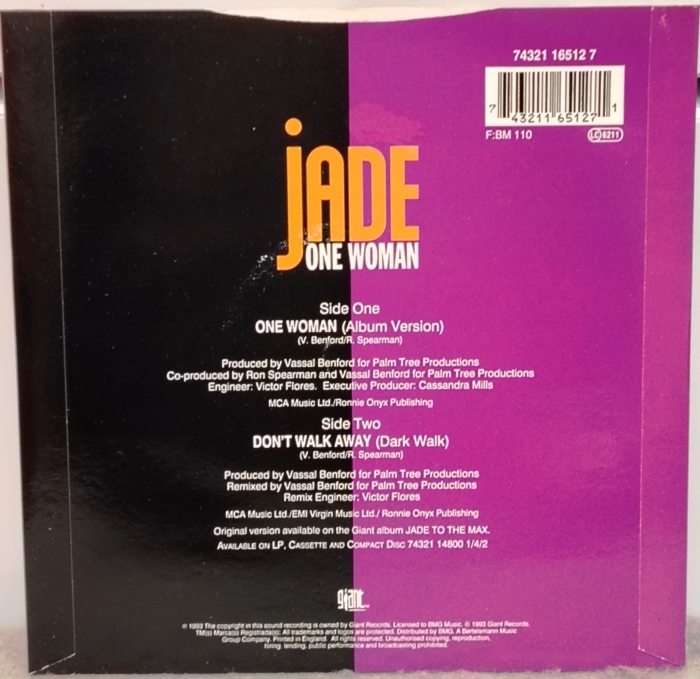 74321 16512 7
7 43211 65127 1
F:BM 110
LC 6211
jADE
ONE WOMAN
Side One
ONE WOMAN (Album Version)
(V. Benford/R. Spearman)
Produced by Vassal Benford for Palm Tree Productions
Co-produced by Ron Spearman and Vassal Benford for Palm Tree Productions
Engineer: Victor Flores. Executive Producer: Cassandra Mills
MCA Music Ltd./Ronnie Onyx Publishing
Side Two
DON'T WALK AWAY (Dark Walk)
(V. Benford/R. Spearman)
Produced by Vassal Benford for Palm Tree Productions
Remixed by Vassal Benford for Palm Tree Productions
Remix Engineer: Victor Flores
MCA Music Ltd./EMI Virgin Music Ltd./ Ronnie Onyx Publishing
Original version available on the Giant album JADE TO THE MAX.
AVAILABLE ON LP, CASSETTE AND COMPACT DISC 74321 14800 1/4/2
giant
℗ 1993 The copyright in this sound recording is owned by Giant Records. Licensed to BMG Music. © 1993 Giant Records.
TM(s) Marca(s) Registrada(s). All trademarks and logos are protected. Distributed by BMG. A Bertelsmann Music
Group Company. Printed in England. All rights reserved. Unauthorised copying, reproduction,
hiring, lending, public performance and broadcasting prohibited.